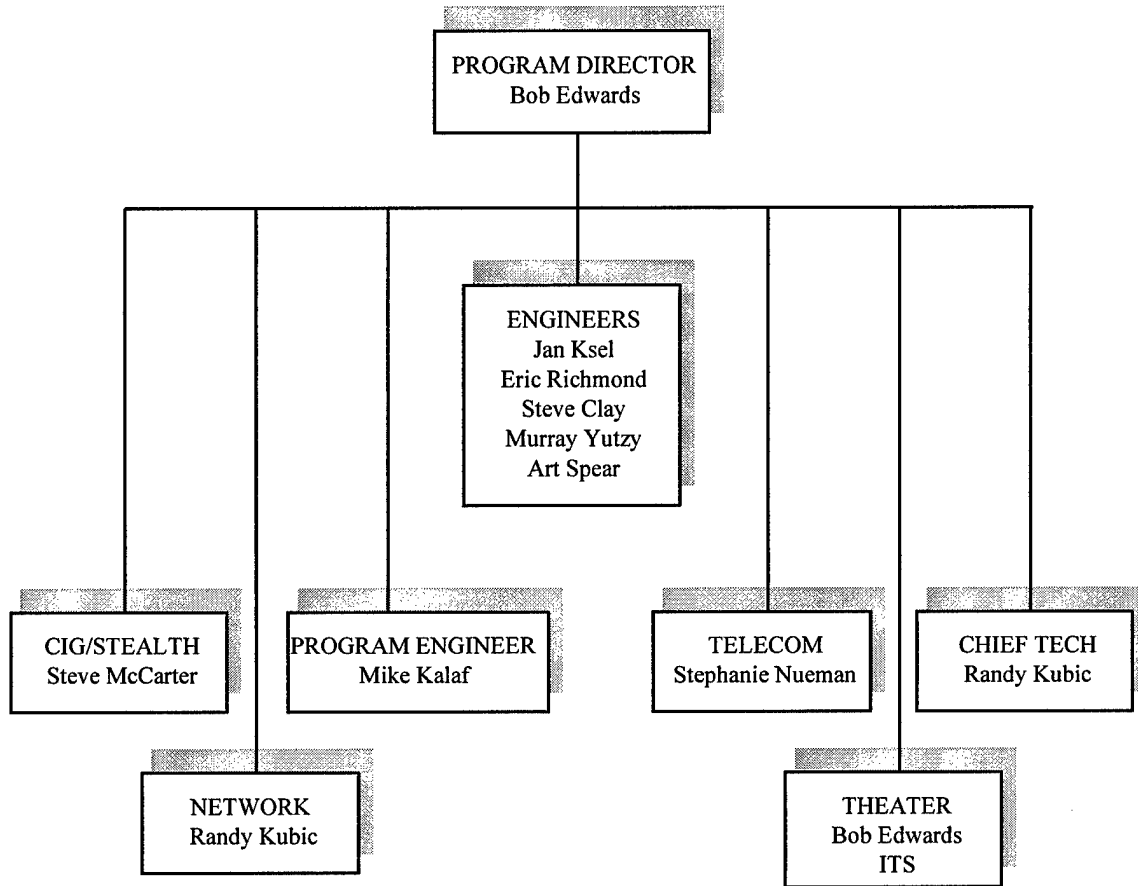 PROGRAM DIRECTOR
Bob Edwards
ENGINEERS
Jan Ksel
Eric Richmond
Steve Clay
Murray Yutzy
Art Spear
CIG/STEALTH
Steve McCarter
PROGRAM ENGINEER
Mike Kalaf
TELECOM
Stephanie Nueman
CHIEF TECH
Randy Kubic
NETWORK
Randy Kubic
THEATER
Bob Edwards
ITS